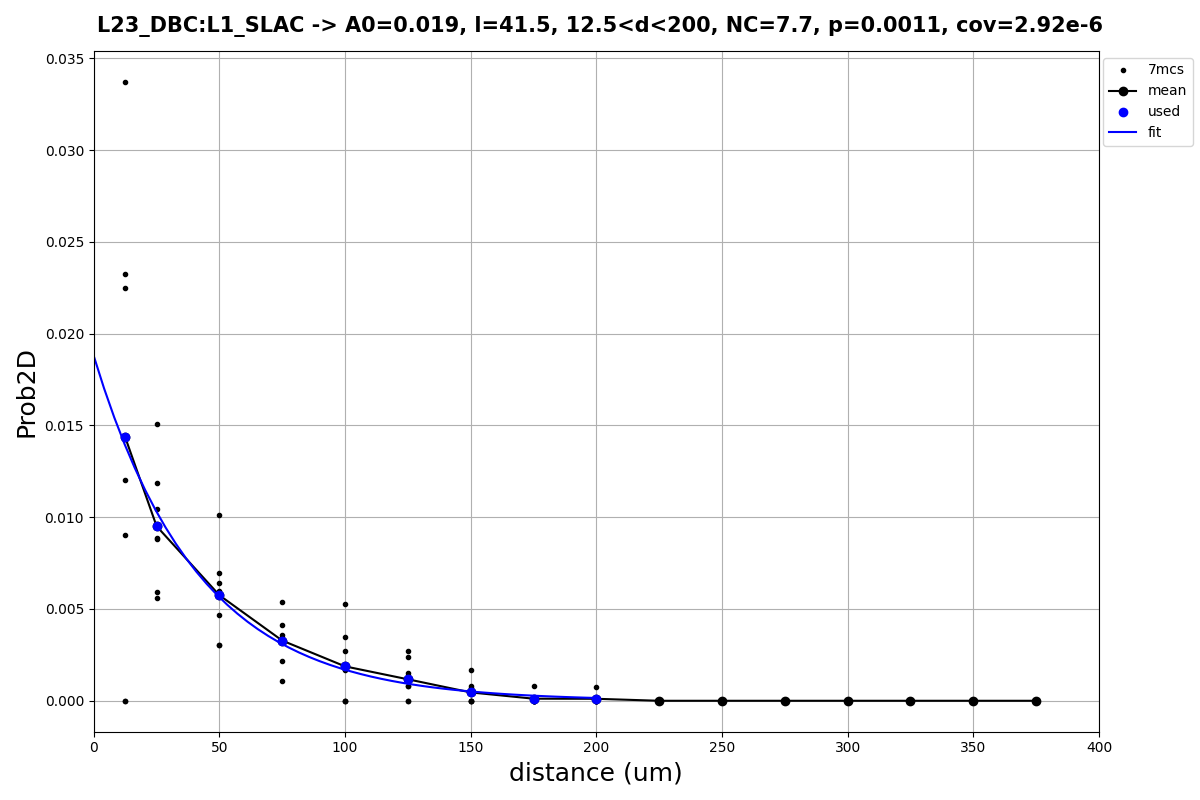 L23_DBC:L1_SLAC -> A0=0.019, l=41.5, 12.5<d<200, NC=7.7, p=0.0011, cov=2.92e-6
0.035
0.030
0.025
0.020
0.015
0.010
0.005
0.000
Prob2D
0
50
100
150
200
250
300
350
400
distance (um)
7mcs
mean
used
fit